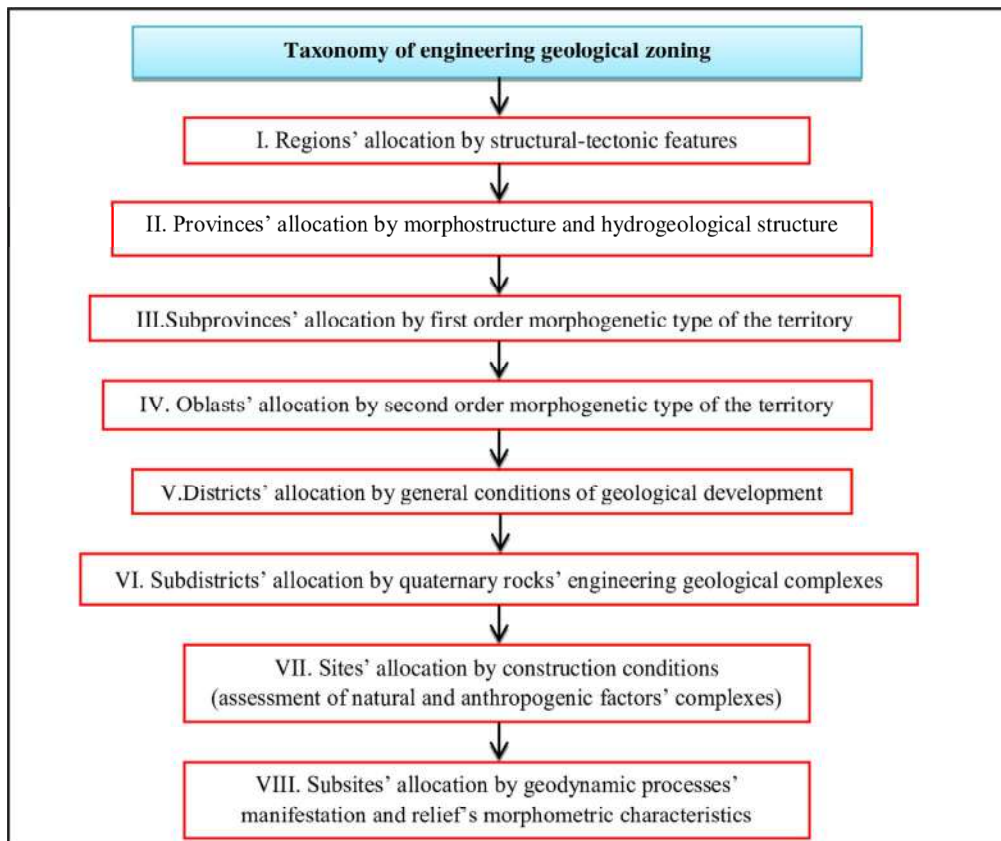 Taxonomy of engineering geological zoning
I. Regions’ allocation by structural-tectonic features
II. Provinces’ allocation by morphostructure and hydrogeological structure
III.Subprovinces’ allocation by first order morphogenetic type of the territory
IV. Oblasts’ allocation by second order morphogenetic type of the territory
V.Districts’ allocation by general conditions of geological development
VI. Subdistricts’ allocation by quaternary rocks’ engineering geological complexes
VII. Sites’ allocation by construction conditions
(assessment of natural and anthropogenic factors’ complexes)
VIII. Subsites’ allocation by geodynamic processes’
manifestation and relief’s morphometric characteristics